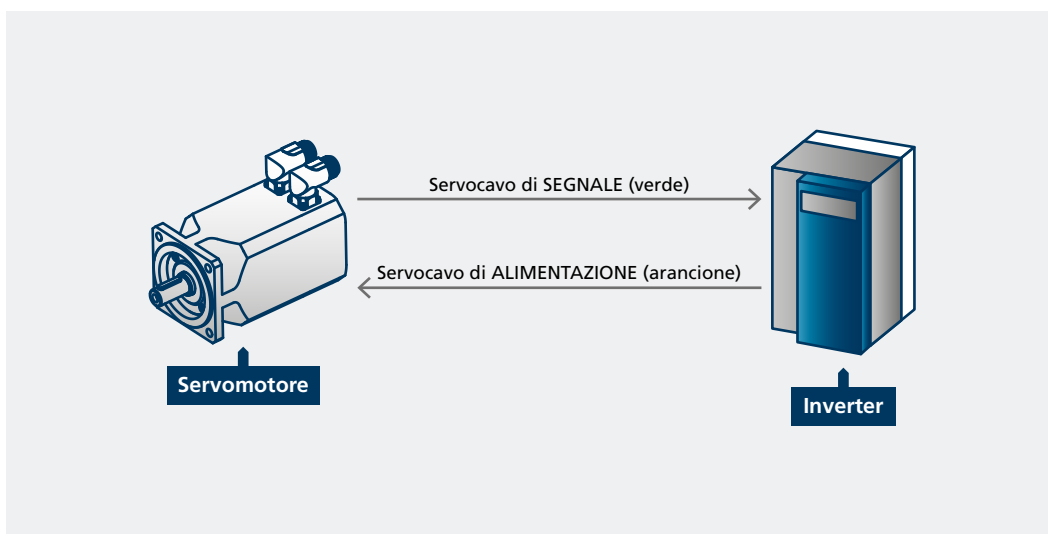 Servocavo di SEGNALE (verde)
Servocavo di ALIMENTAZIONE (arancione)
Servomotore
Inverter